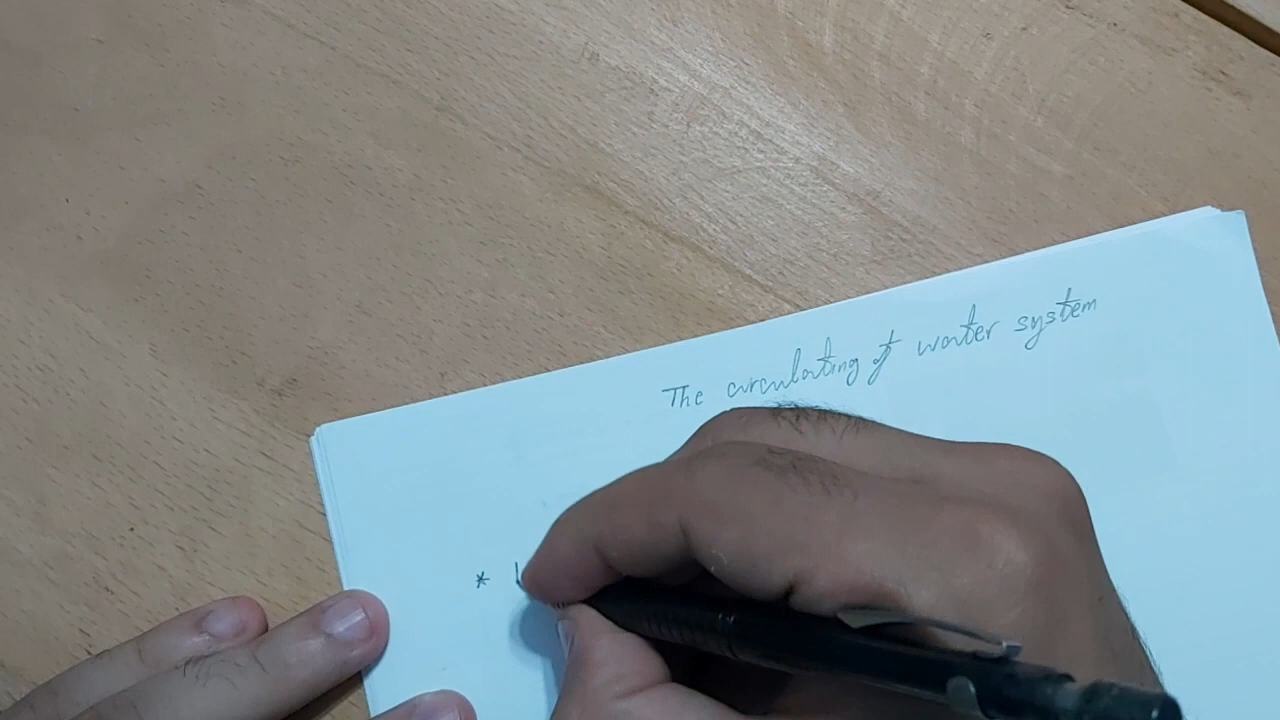 The circulating of water system
*